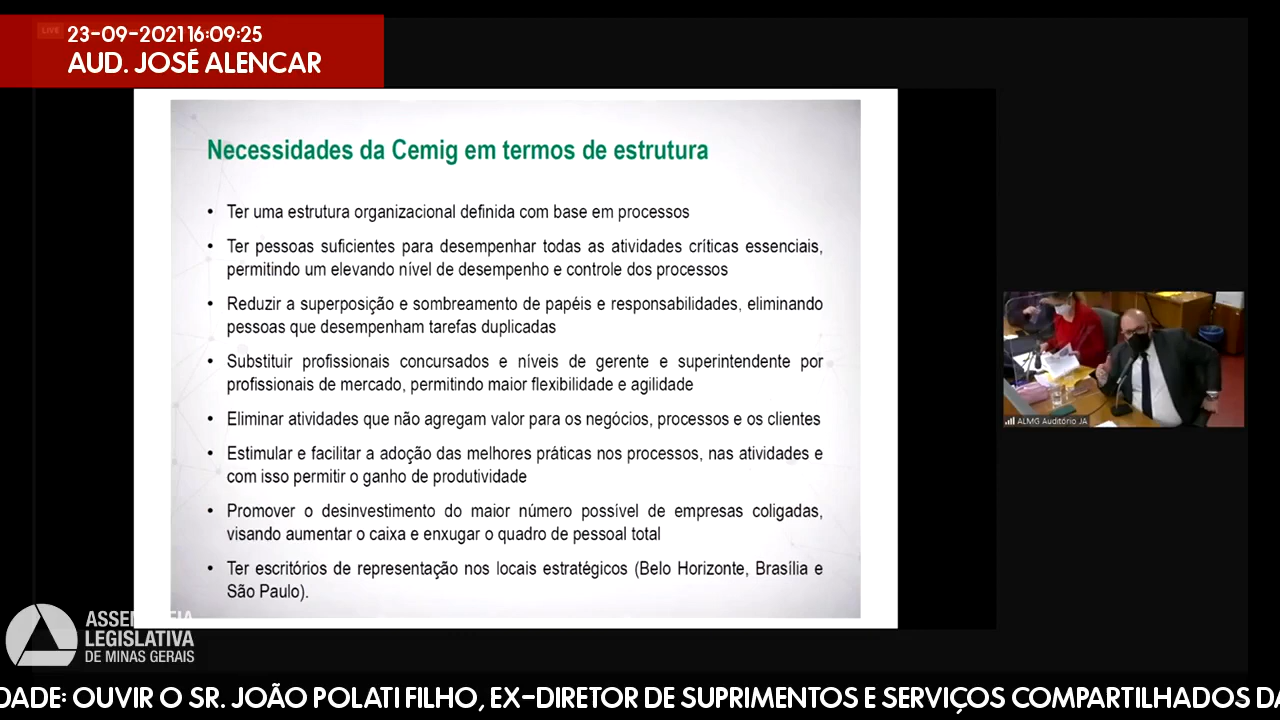 LIVE
23-09-2021 16:09:25
AUD. JOSÉ ALENCAR
Necessidades da Cemig em termos de estrutura
• Ter uma estrutura organizacional definida com base em processos
• Ter pessoas suficientes para desempenhar todas as atividades críticas essenciais,
permitindo um elevando nível de desempenho e controle dos processos
• Reduzir a superposição e sombreamento de papéis e responsabilidades, eliminando
pessoas que desempenham tarefas duplicadas
• Substituir profissionais concursados e níveis de gerente e superintendente por
profissionais de mercado, permitindo maior flexibilidade e agilidade
• Eliminar atividades que não agregam valor para os negócios, processos e os clientes
• Estimular e facilitar a adoção das melhores práticas nos processos, nas atividades e
com isso permitir o ganho de produtividade
• Promover o desinvestimento do maior número possível de empresas coligadas,
visando aumentar o caixa e enxugar o quadro de pessoal total
• Ter escritórios de representação nos locais estratégicos (Belo Horizonte, Brasília e
São Paulo).
ALMG Auditório JA
ASSEMBLEIA
LEGISLATIVA
DE MINAS GERAIS
DADE: OUVIR O SR. JOÃO POLATI FILHO, EX-DIRETOR DE SUPRIMENTOS E SERVIÇOS COMPARTILHADOS DA